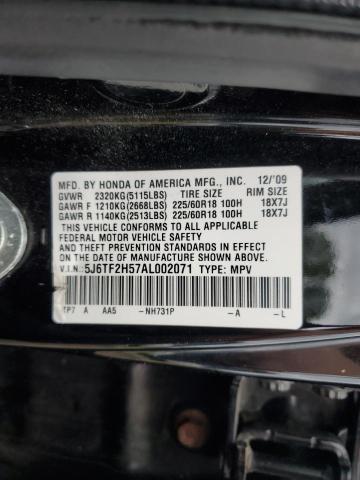 MFD. BY HONDA OF AMERICA MFG., INC. 12/'09
GVWR 2320KG(5115LBS) TIRE SIZE RIM SIZE
GAWR F 1210KG(2668LBS) 225/60R18 100H 18X7J
GAWR R 1140KG(2513LBS) 225/60R18 100H 18X7J
THIS VEHICLE CONFORMS TO ALL APPLICABLE
FEDERAL MOTOR VEHICLE SAFETY, BUMPER
AND THEFT PREVENTION STANDARDS IN EFFECT
ON THE DATE OF MANUFACTURE SHOWN ABOVE.
V.I.N: 5J6TF2H57AL002071 TYPE: MPV
TP7 A AA5 -NH731P -A -L